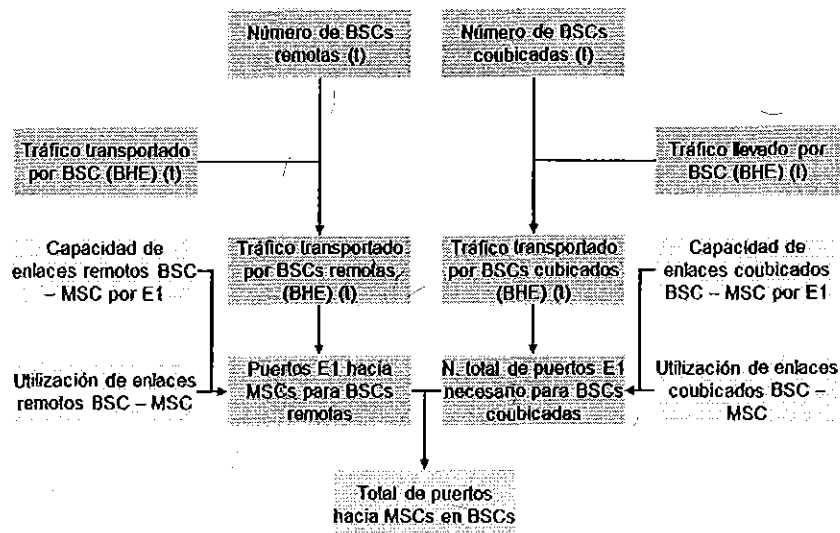 Número de BSCs
remotas (t)
Número de BSCs
coubicadas (t)
Tráfico transportado
por BSC (BHE) (t)
Tráfico llevado por
BSC (BHE) (t)
Capacidad de
enlaces remotos BSC
– MSC por E1
Tráfico transportado
por BSCs remotas,
(BHE) (t)
Tráfico transportado
por BSCs cubicados
(BHE) (t)
Capacidad de
enlaces coubicados
BSC – MSC por E1
Utilización de enlaces
remotos BSC – MSC
Puertos E1 hacia
MSCs para BSCs
remotas
N. total de puertos E1
necesario para BSCs
coubicadas
Utilización de enlaces
coubicados BSC –
MSC
Total de puertos
hacia MSCs en BSCs